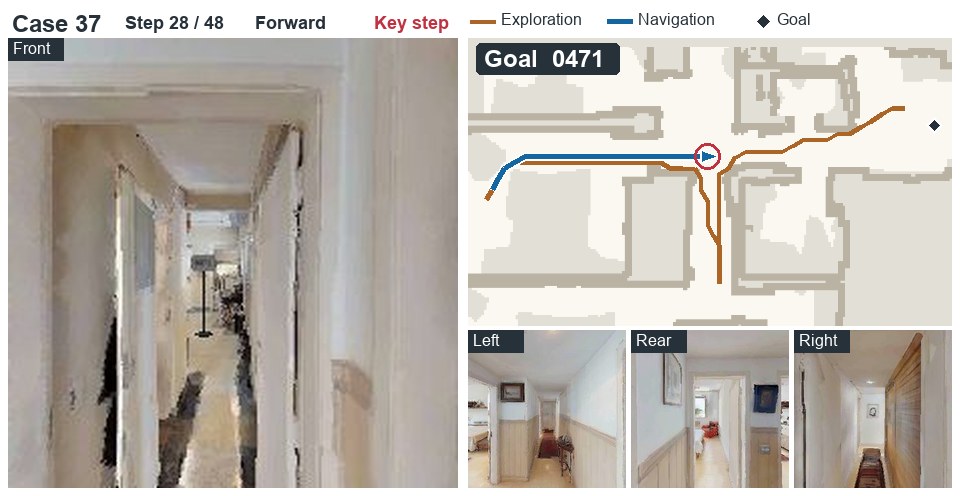 Case 37 Step 28 / 48 Forward Key step Exploration Navigation Goal
Front
Goal 0471
Left
Rear
Right